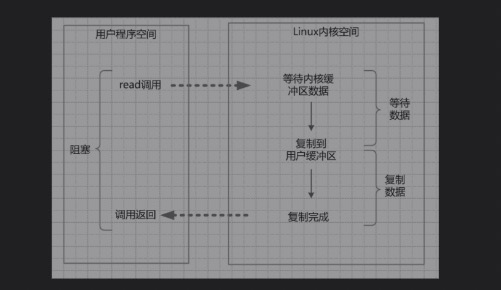 用户程序空间
Linux内核空间
read调用
等待内核缓
冲区数据
等待
数据
阻塞
复制到
用户缓冲区
复制
数据
调用返回
复制完成